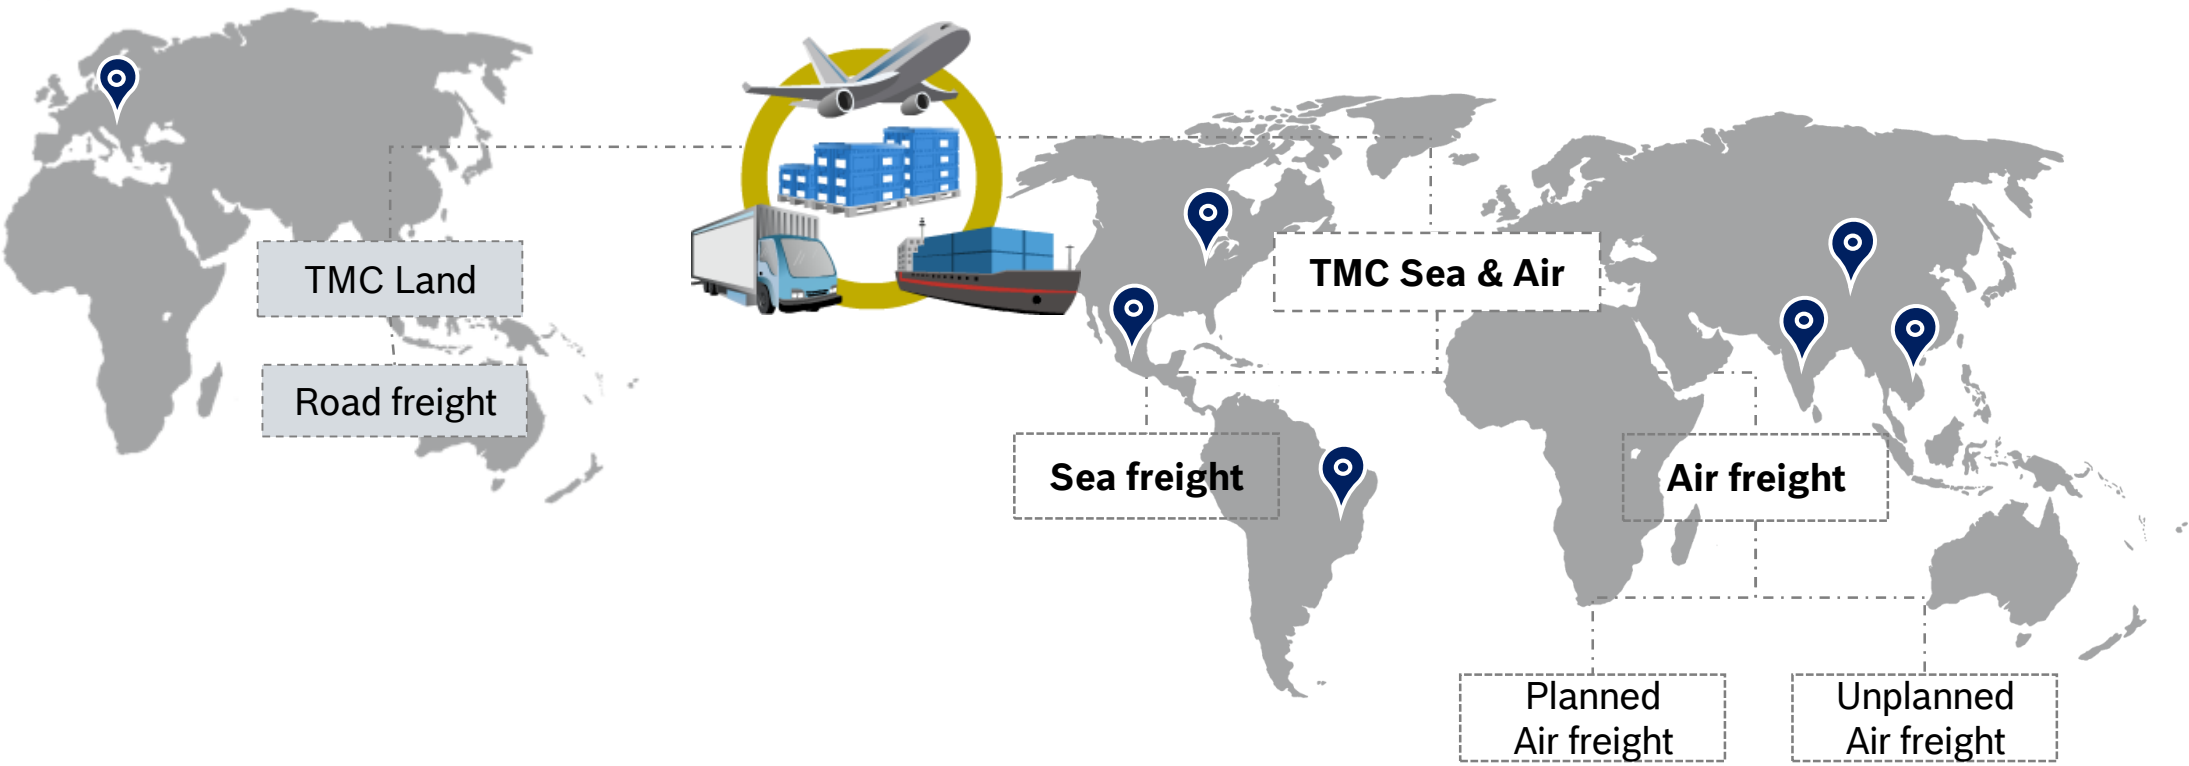 TMC Land
Road freight
TMC Sea & Air
Sea freight
Air freight
Planned
Air freight
Unplanned
Air freight